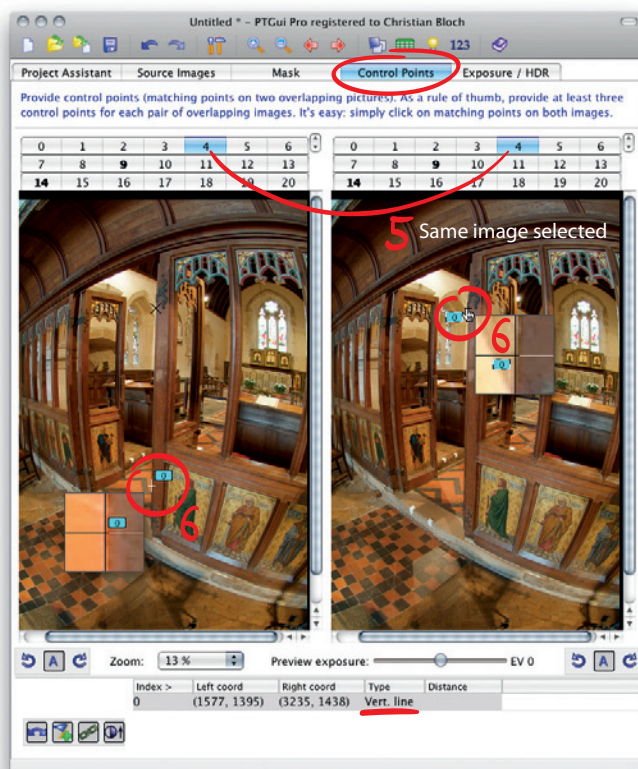 Untitled * – PTGui Pro registered to Christian Bloch
123
Project Assistant Source Images Mask Control Points Exposure / HDR
Provide control points (matching points on two overlapping pictures). As a rule of thumb, provide at least three
control points for each pair of overlapping images. It's easy: simply click on matching points on both images.
0 1 2 3 4 5 6 0 1 2 3 4 5 6
7 8 9 10 11 12 13 7 8 9 10 11 12 13
14 15 16 17 18 19 20 14 15 16 17 18 19 20
5 Same image selected
0 6
0
0 6
0
A Zoom: 13 % Preview exposure: EV 0 A
Index > Left coord Right coord Type Distance
0 (1577, 1395) (3235, 1438) Vert. line